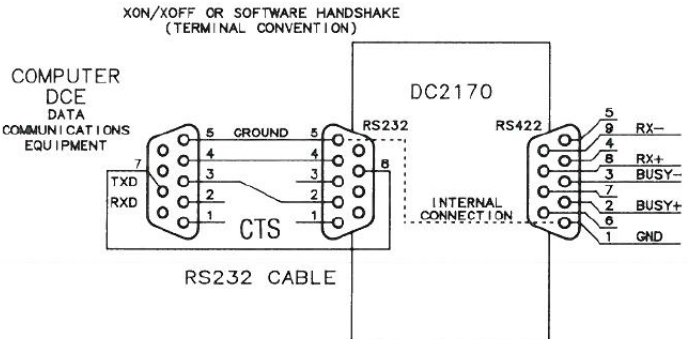 XON/XOFF OR SOFTWARE HANDSHAKE
(TERMINAL CONVENTION)
COMPUTER
DCE
DATA
COMMUNICATIONS
EQUIPMENT
DC2170
RS232
RS422
5 GROUND 5
4 4
3 3
2 2
1 1
7
TXD
RXD
CTS
8
INTERNAL
CONNECTION
5
9 RX-
4
8 RX+
3 BUSY-
7
2 BUSY+
6
1 GND
RS232 CABLE